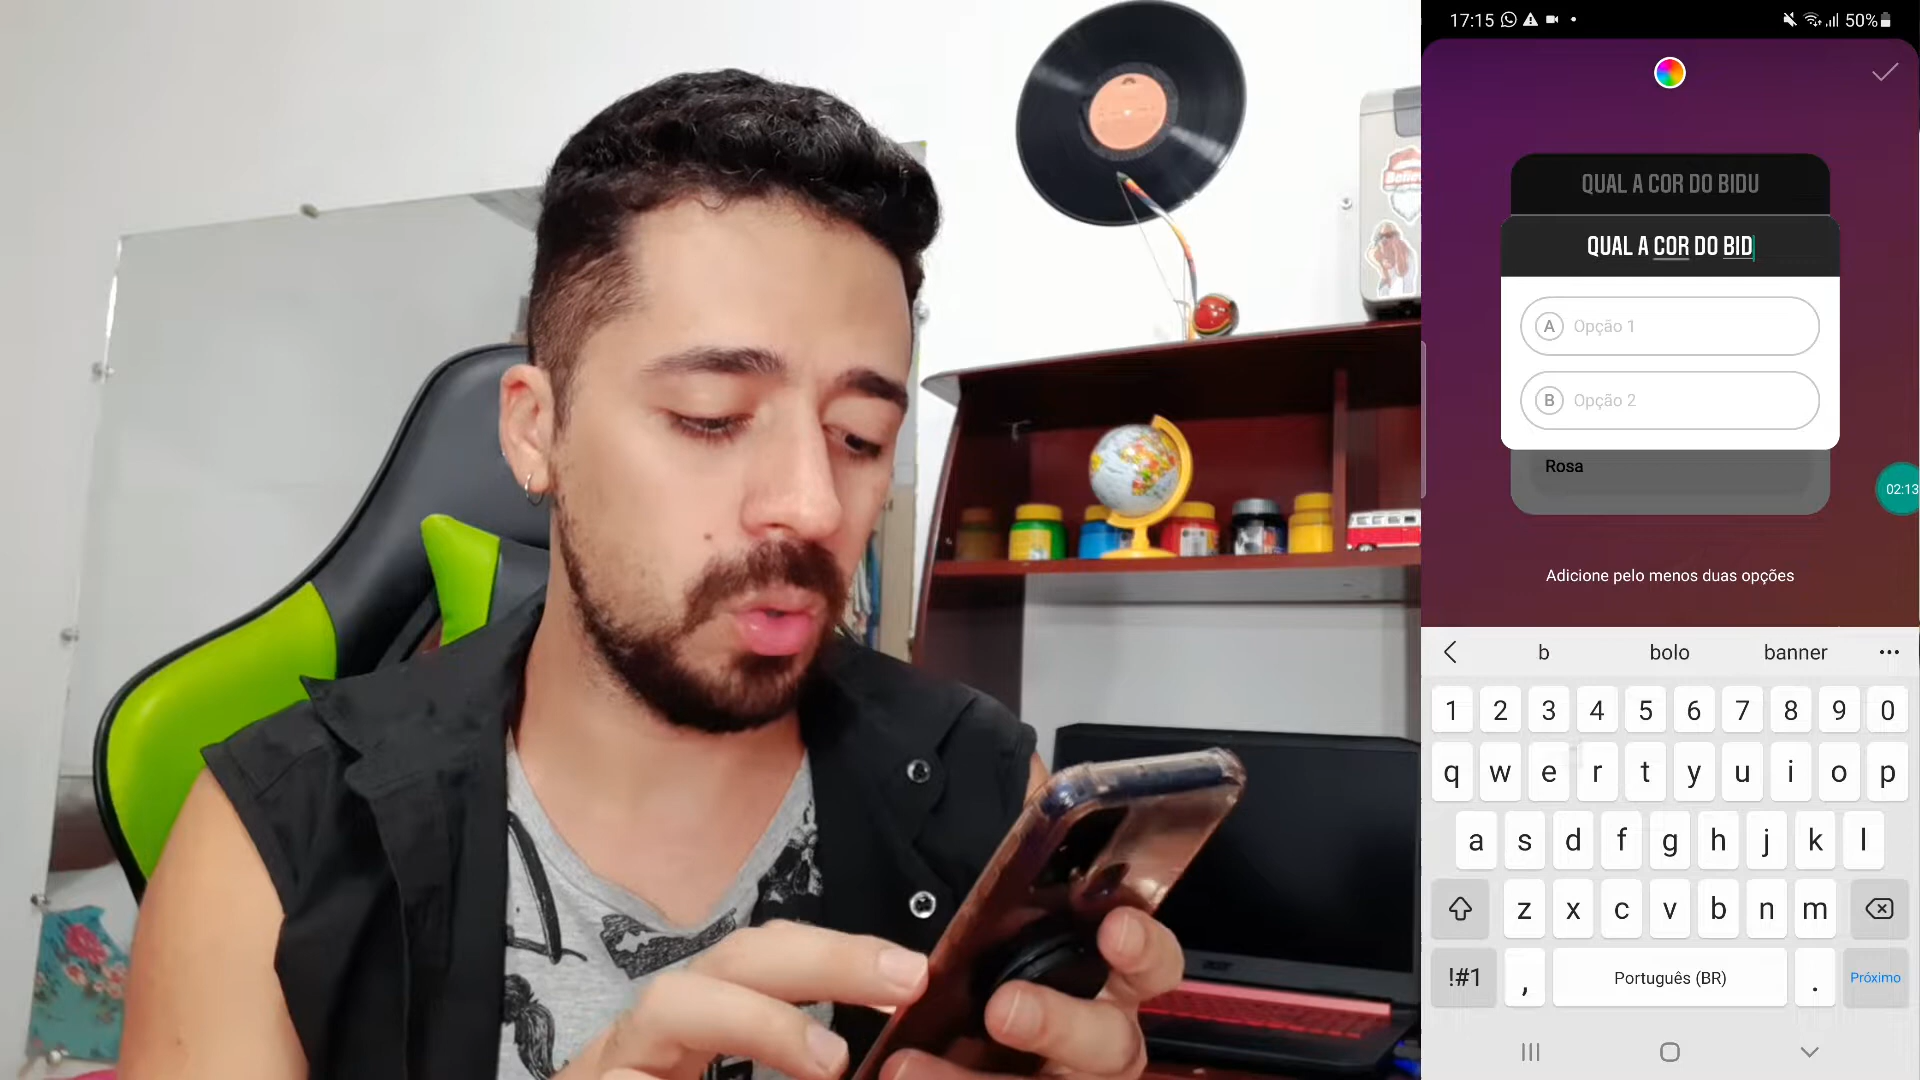 17:15
50%
QUAL A COR DO BIDU
QUAL A COR DO BID
A Opção 1
B Opção 2
Rosa
02:13
Adicione pelo menos duas opções
b bolo banner
1 2 3 4 5 6 7 8 9 0
q w e r t y u i o p
a s d f g h j k l
z x c v b n m
!#1 , Português (BR) . Próximo